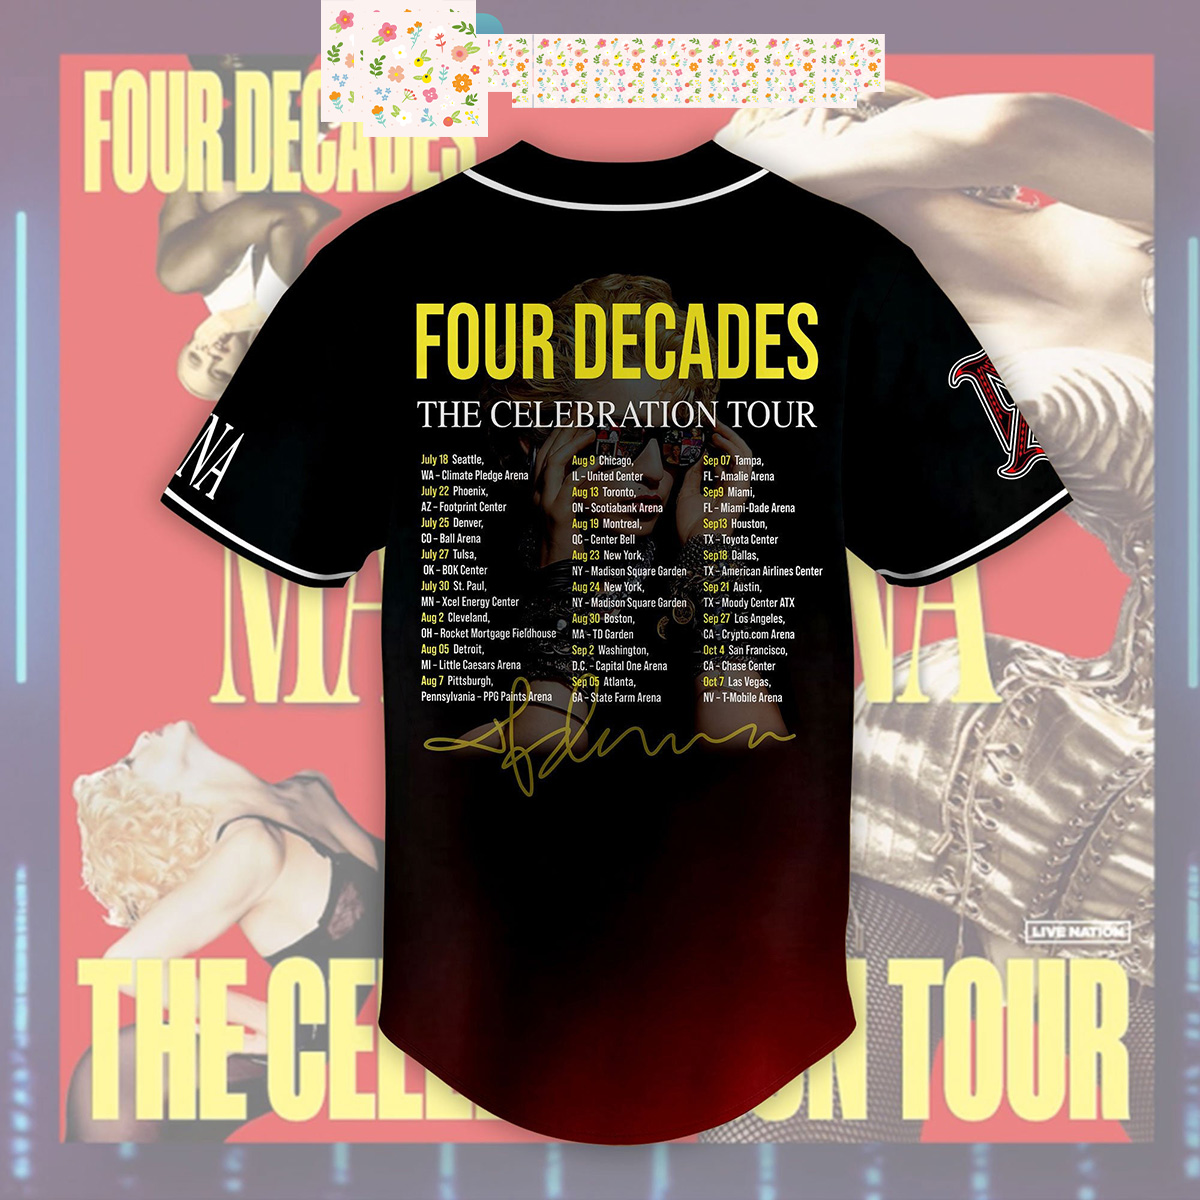 FOUR DECADES
FOUR DECADES
THE CELEBRATION TOUR
July 18 Seattle,
WA – Climate Pledge Arena
July 22 Phoenix,
AZ – Footprint Center
July 25 Denver,
CO – Ball Arena
July 27 Tulsa,
OK – BOK Center
July 30 St. Paul,
MN – Xcel Energy Center
Aug 2 Cleveland,
OH – Rocket Mortgage Fieldhouse
Aug 05 Detroit,
MI – Little Caesars Arena
Aug 7 Pittsburgh,
Pennsylvania – PPG Paints Arena
Aug 9 Chicago,
IL – United Center
Aug 13 Toronto,
ON – Scotiabank Arena
Aug 19 Montreal,
QC – Center Bell
Aug 23 New York,
NY – Madison Square Garden
Aug 24 New York,
NY – Madison Square Garden
Aug 30 Boston,
MA – TD Garden
Sep 2 Washington,
D.C. – Capital One Arena
Sep 05 Atlanta,
GA – State Farm Arena
Sep 07 Tampa,
FL – Amalie Arena
Sep9 Miami,
FL – Miami-Dade Arena
Sep13 Houston,
TX – Toyota Center
Sep18 Dallas,
TX – American Airlines Center
Sep 21 Austin,
TX – Moody Center ATX
Sep 27 Los Angeles,
CA – Crypto.com Arena
Oct 4 San Francisco,
CA – Chase Center
Oct 7 Las Vegas,
NV – T-Mobile Arena
NA
MA NA
LIVE NATION
THE CEL ON TOUR